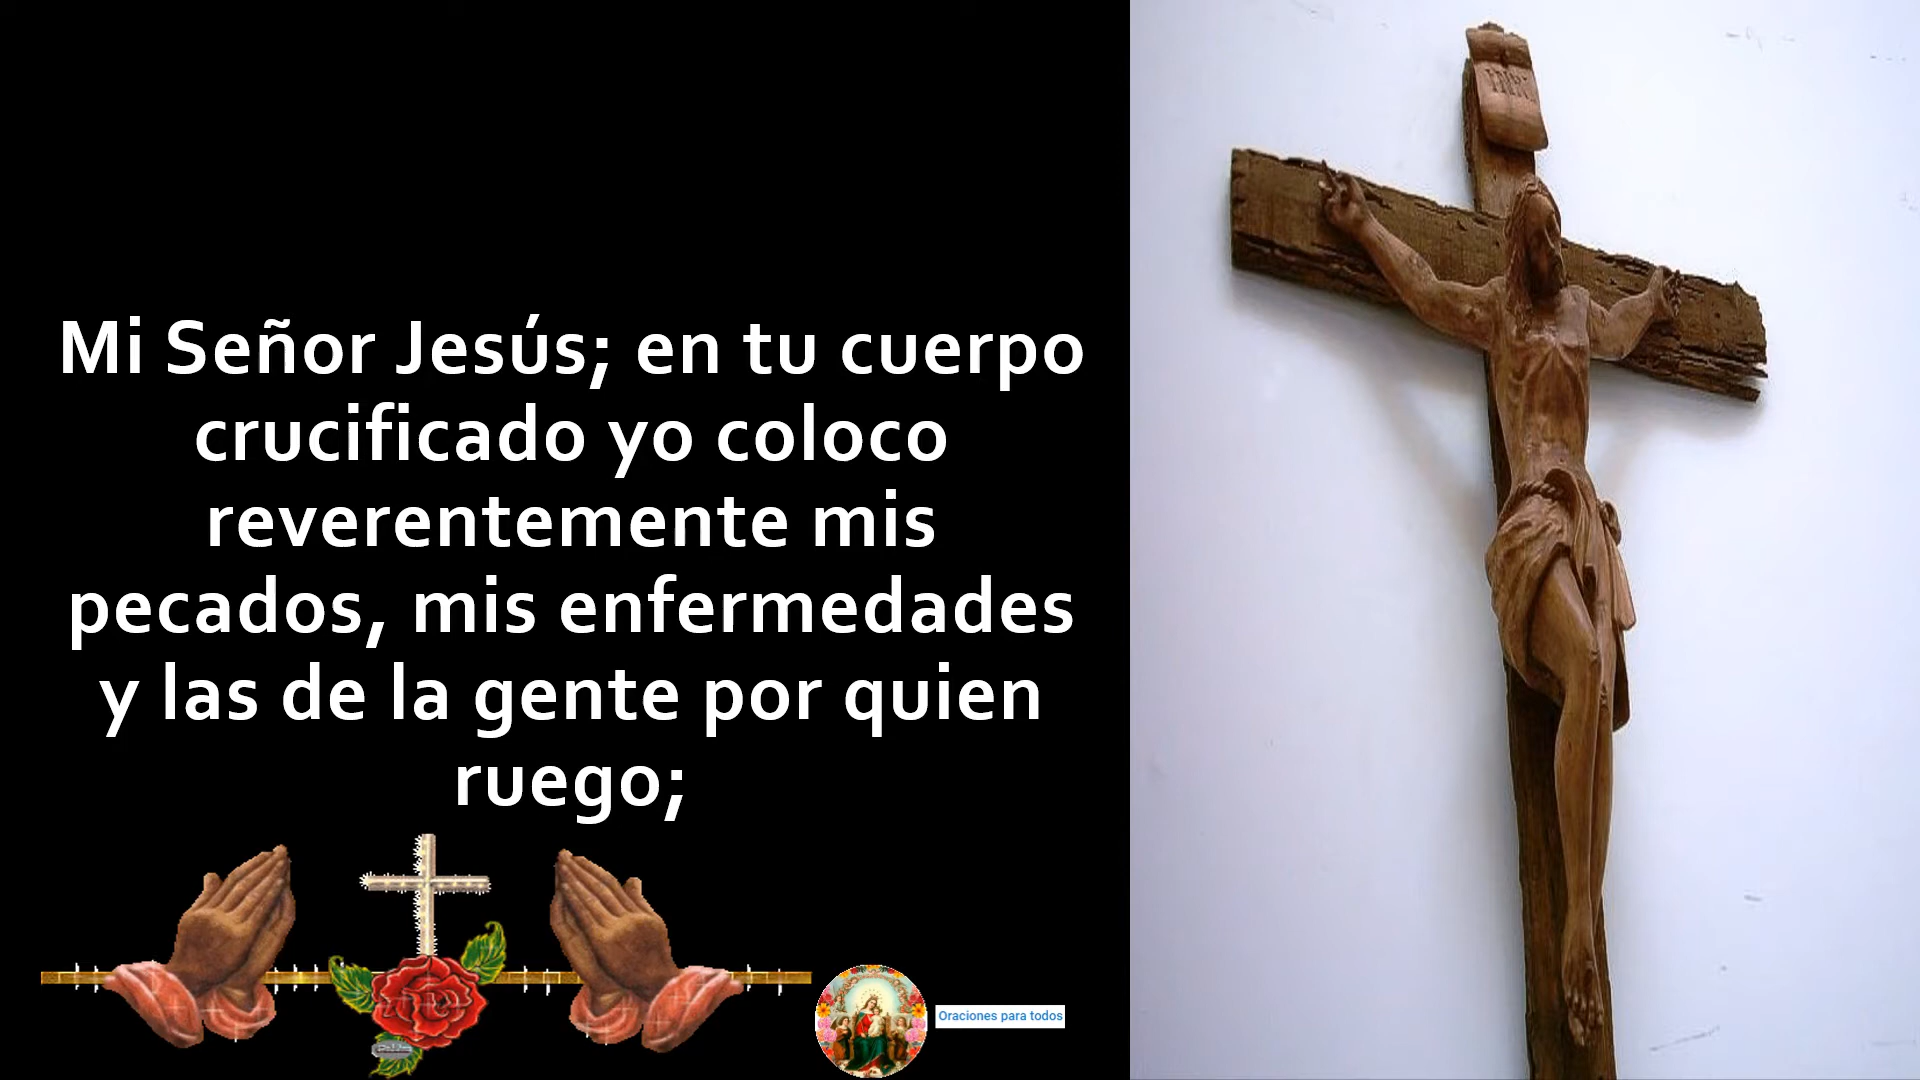 Mi Señor Jesús; en tu cuerpo
crucificado yo coloco
reverentemente mis
pecados, mis enfermedades
y las de la gente por quien
ruego;
Oraciones para todos
INRI